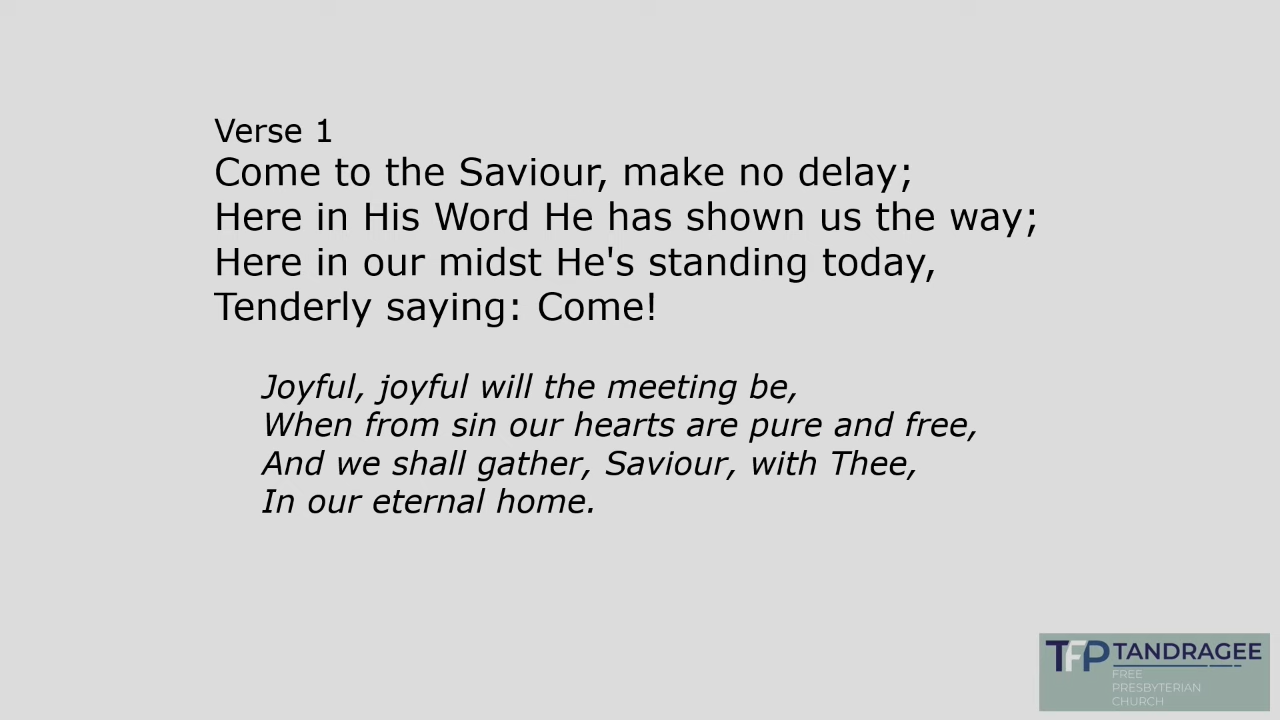 Verse 1
Come to the Saviour, make no delay;
Here in His Word He has shown us the way;
Here in our midst He's standing today,
Tenderly saying: Come!
Joyful, joyful will the meeting be,
When from sin our hearts are pure and free,
And we shall gather, Saviour, with Thee,
In our eternal home.
TFP TANDRAGEE
FREE
PRESBYTERIAN
CHURCH